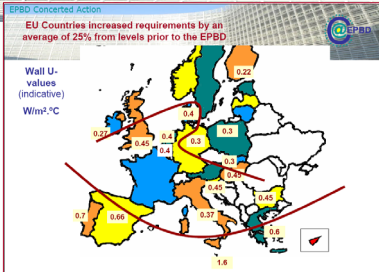 EPBD Concerted Action
EU Countries increased requirements by an
average of 25% from levels prior to the EPBD
@EPBD
Wall U-
values
(indicative)
W/m².ºC
0.22
0.4
0.27
0.45
0.4
0.3
0.3
0.4
0.3
0.45
0.45
0.45
0.7
0.66
0.37
0.6
1.6